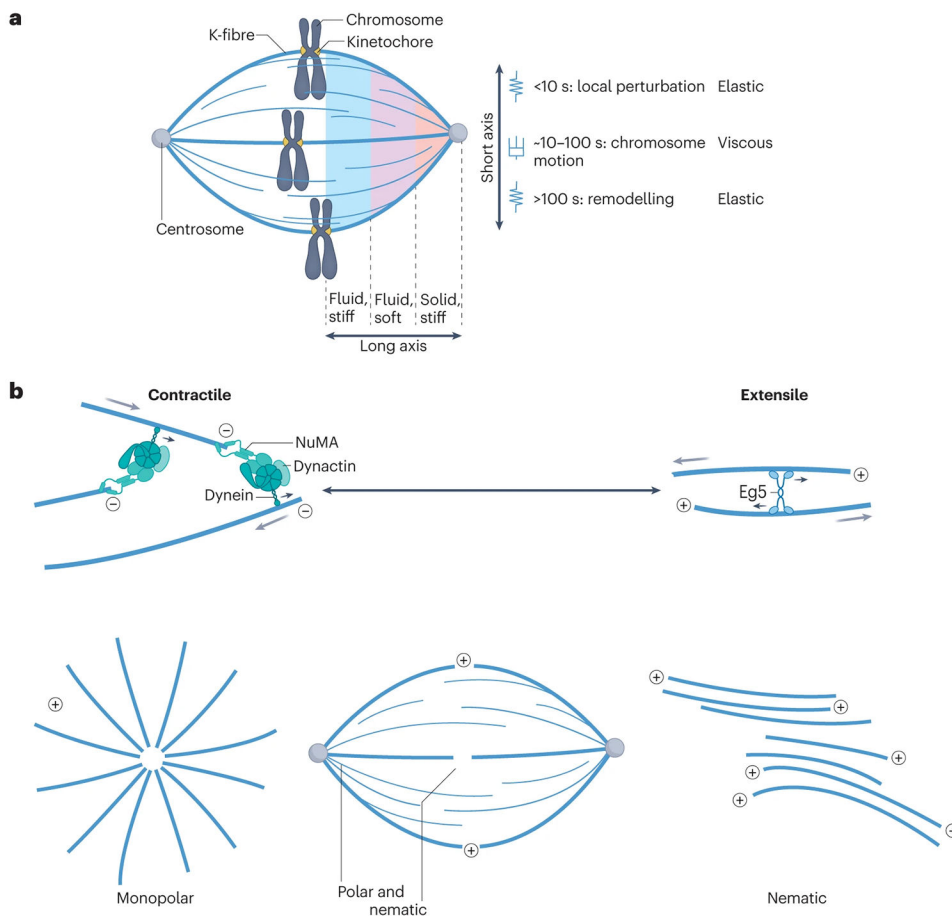 a
Chromosome
K-fibre
Kinetochore
Centrosome
Short axis
<10 s: local perturbation Elastic
~10–100 s: chromosome Viscous
motion
>100 s: remodelling Elastic
Fluid, Fluid, Solid,
stiff soft stiff
Long axis
b
Contractile
Extensile
−
NuMA
Dynactin
Dynein
−
−
+
Eg5
+
+
+
+
+
+
+
+
+
Polar and
nematic
Monopolar
Nematic